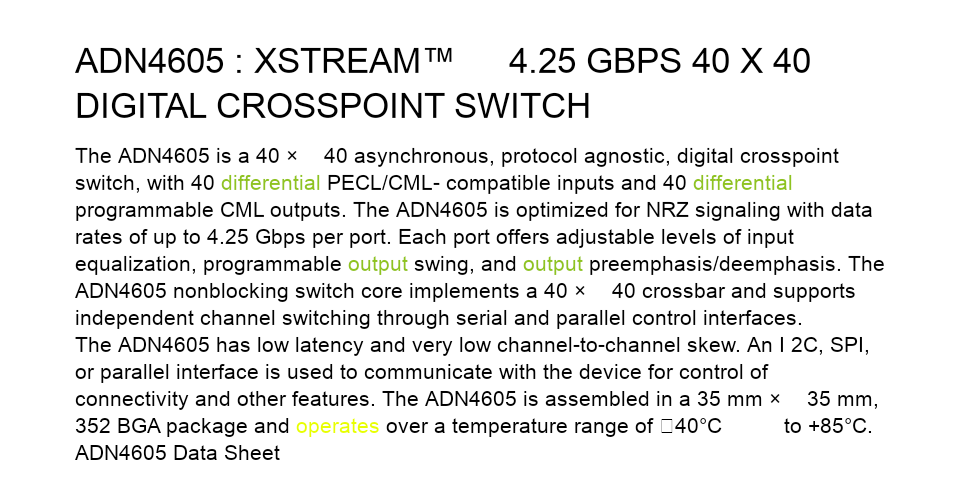 ADN4605 : XSTREAM™ 4.25 GBPS 40 X 40
DIGITAL CROSSPOINT SWITCH
The ADN4605 is a 40 × 40 asynchronous, protocol agnostic, digital crosspoint
switch, with 40 differential PECL/CML- compatible inputs and 40 differential
programmable CML outputs. The ADN4605 is optimized for NRZ signaling with data
rates of up to 4.25 Gbps per port. Each port offers adjustable levels of input
equalization, programmable output swing, and output preemphasis/deemphasis. The
ADN4605 nonblocking switch core implements a 40 × 40 crossbar and supports
independent channel switching through serial and parallel control interfaces.
The ADN4605 has low latency and very low channel-to-channel skew. An I 2C, SPI,
or parallel interface is used to communicate with the device for control of
connectivity and other features. The ADN4605 is assembled in a 35 mm × 35 mm,
352 BGA package and operates over a temperature range of □40°C to +85°C.
ADN4605 Data Sheet